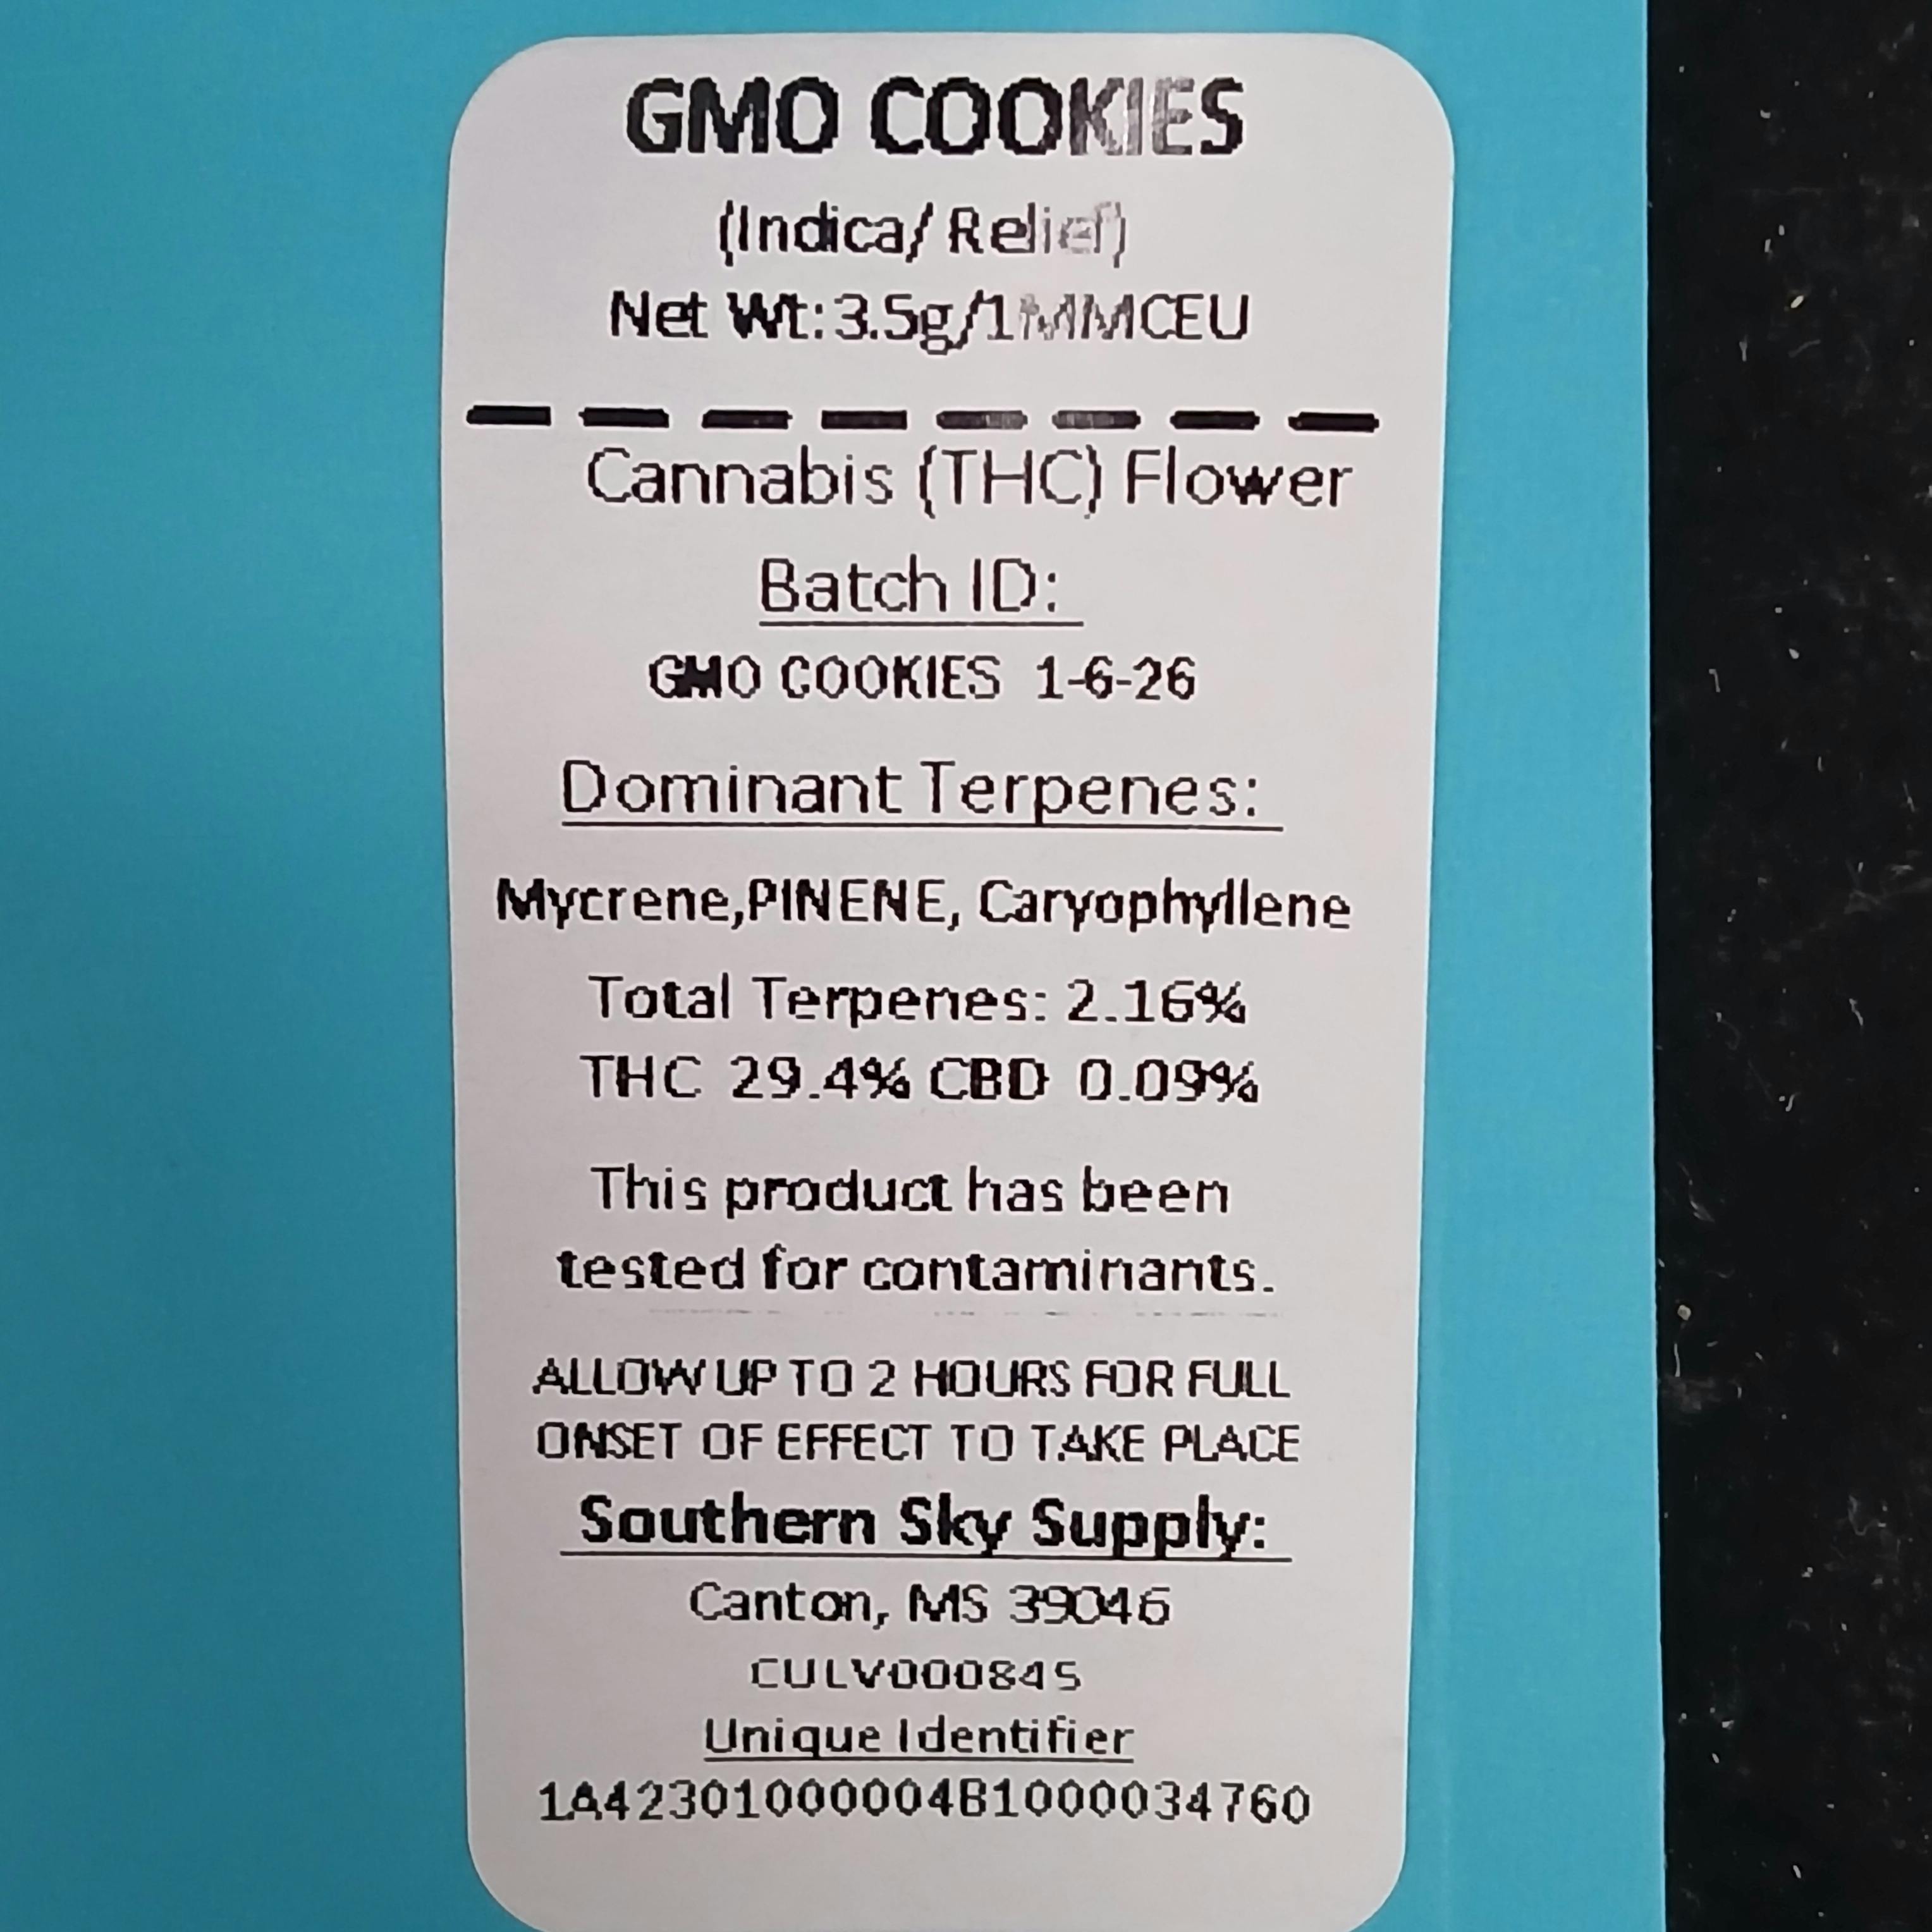 GMO COOKIES
(Indica/ Relief)
Net Wt:3.5g/1MMCEU
Cannabis (THC) Flower
Batch ID:
GMO COOKIES 1-6-26
Dominant Terpenes:
Mycrene,PINENE, Caryophyllene
Total Terpenes: 2.16%
THC 29.4% CBD 0.09%
This product has been
tested for contaminants.
ALLOW UP TO 2 HOURS FOR FULL
ONSET OF EFFECT TO TAKE PLACE
Southern Sky Supply:
Canton, MS 39046
CULV000845
Unique Identifier
1A42301000004B1000034760